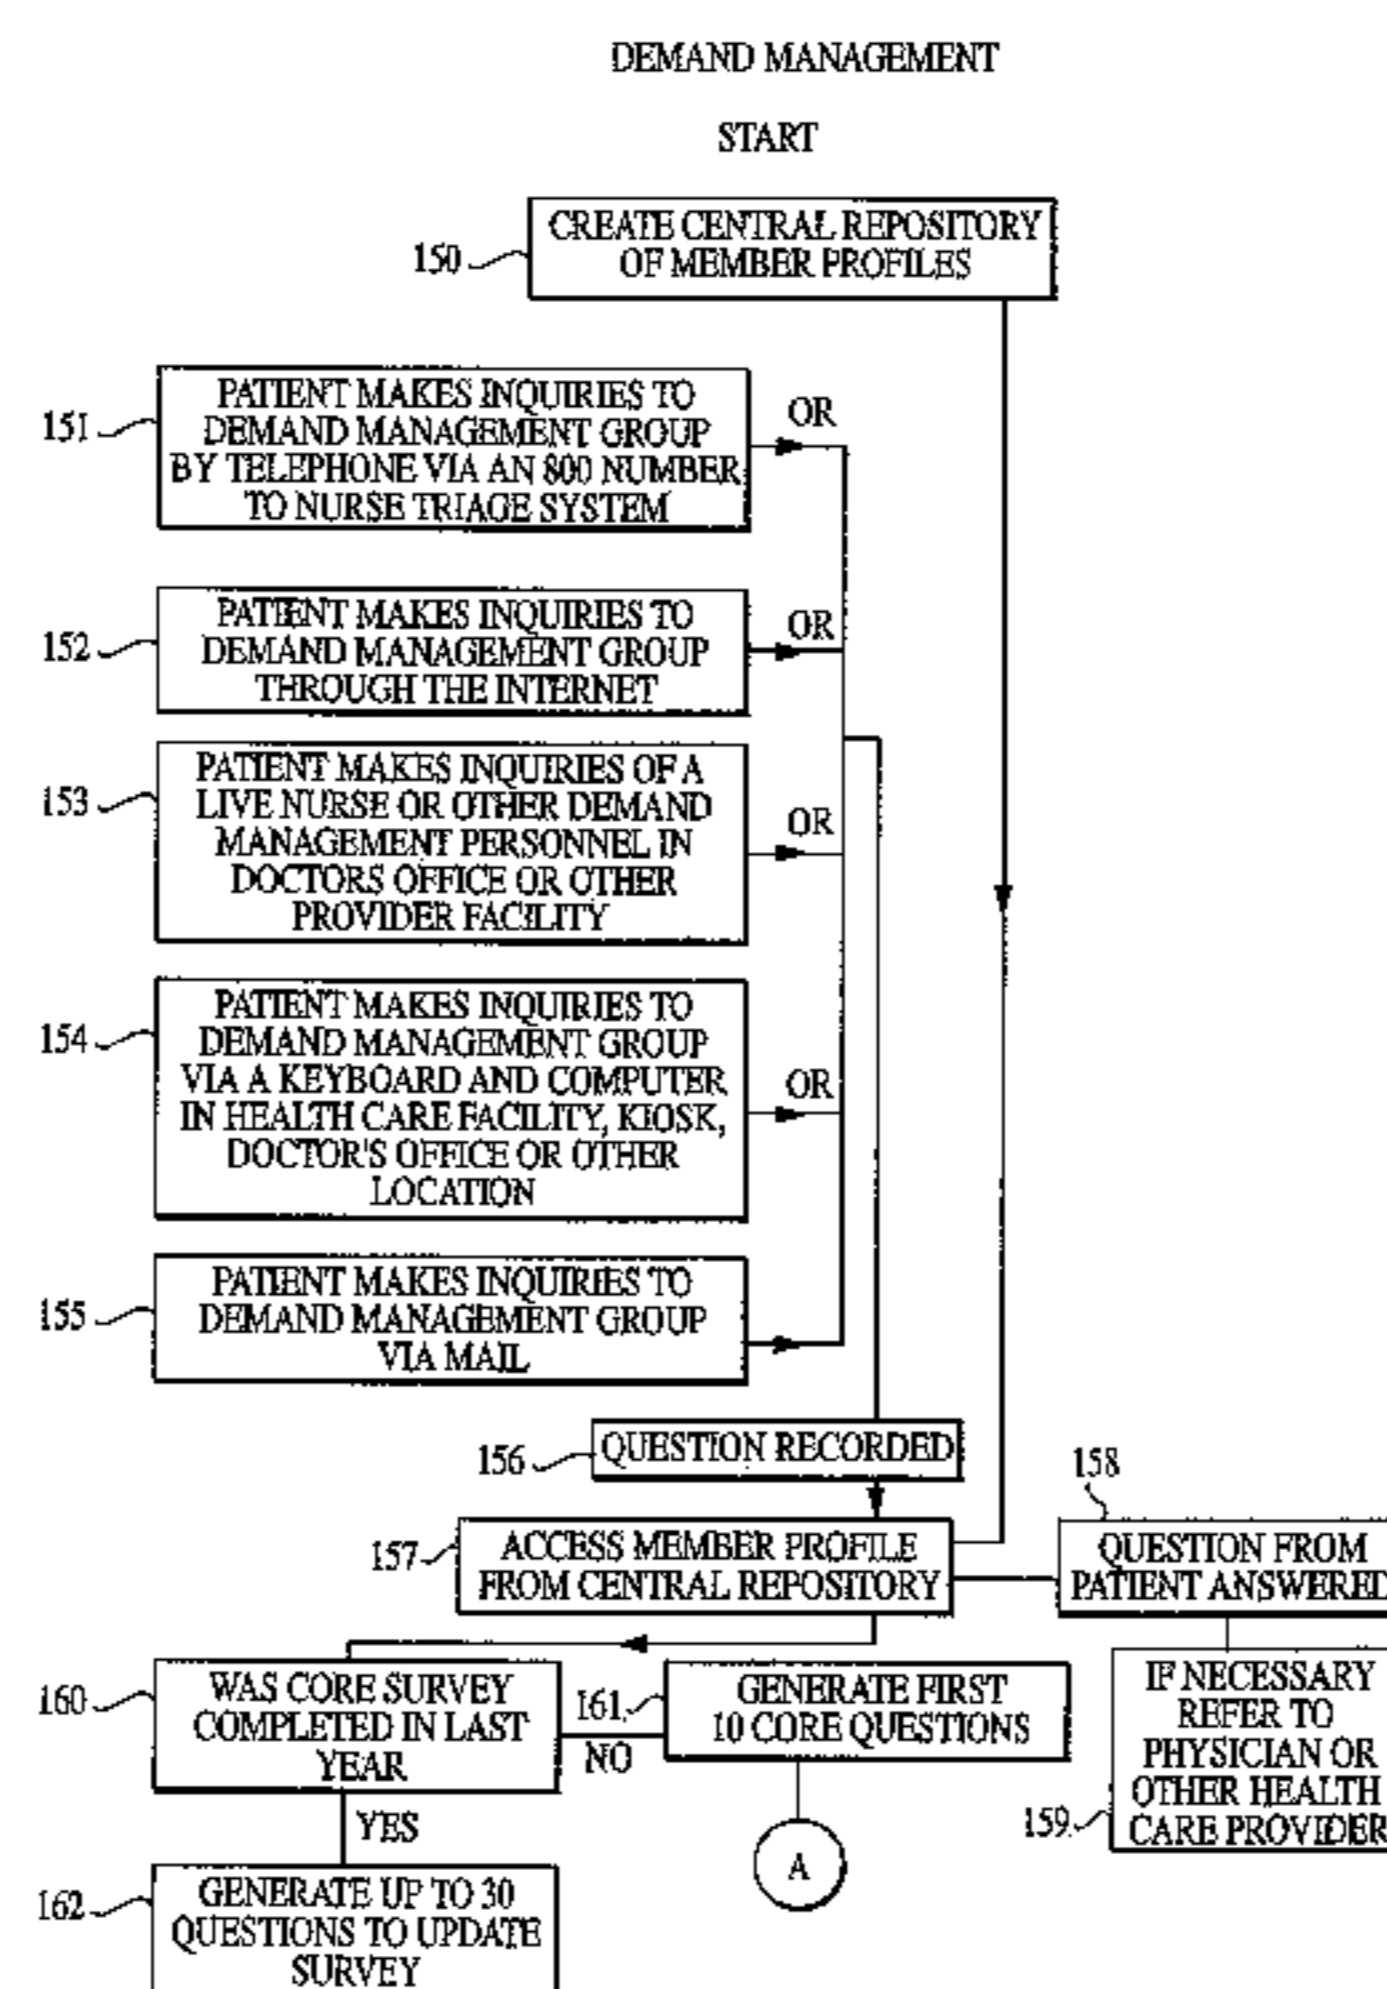 DEMAND MANAGEMENT
START
CREATE CENTRAL REPOSITORY
OF MEMBER PROFILES
150
PATIENT MAKES INQUIRIES TO
DEMAND MANAGEMENT GROUP
BY TELEPHONE VIA AN 800 NUMBER
TO NURSE TRIAGE SYSTEM
151
OR
PATIENT MAKES INQUIRIES TO
DEMAND MANAGEMENT GROUP
THROUGH THE INTERNET
152
OR
PATIENT MAKES INQUIRIES OF A
LIVE NURSE OR OTHER DEMAND
MANAGEMENT PERSONNEL IN
DOCTORS OFFICE OR OTHER
PROVIDER FACILITY
153
OR
PATIENT MAKES INQUIRIES TO
DEMAND MANAGEMENT GROUP
VIA A KEYBOARD AND COMPUTER
IN HEALTH CARE FACILITY, KIOSK,
DOCTOR'S OFFICE OR OTHER
LOCATION
154
OR
PATIENT MAKES INQUIRIES TO
DEMAND MANAGEMENT GROUP
VIA MAIL
155
QUESTION RECORDED
156
ACCESS MEMBER PROFILE
FROM CENTRAL REPOSITORY
157
158
QUESTION FROM
PATIENT ANSWERED
IF NECESSARY
REFER TO
PHYSICIAN OR
OTHER HEALTH
CARE PROVIDER
159
WAS CORE SURVEY
COMPLETED IN LAST
YEAR
160
161
NO
GENERATE FIRST
10 CORE QUESTIONS
A
YES
GENERATE UP TO 30
QUESTIONS TO UPDATE
SURVEY
162